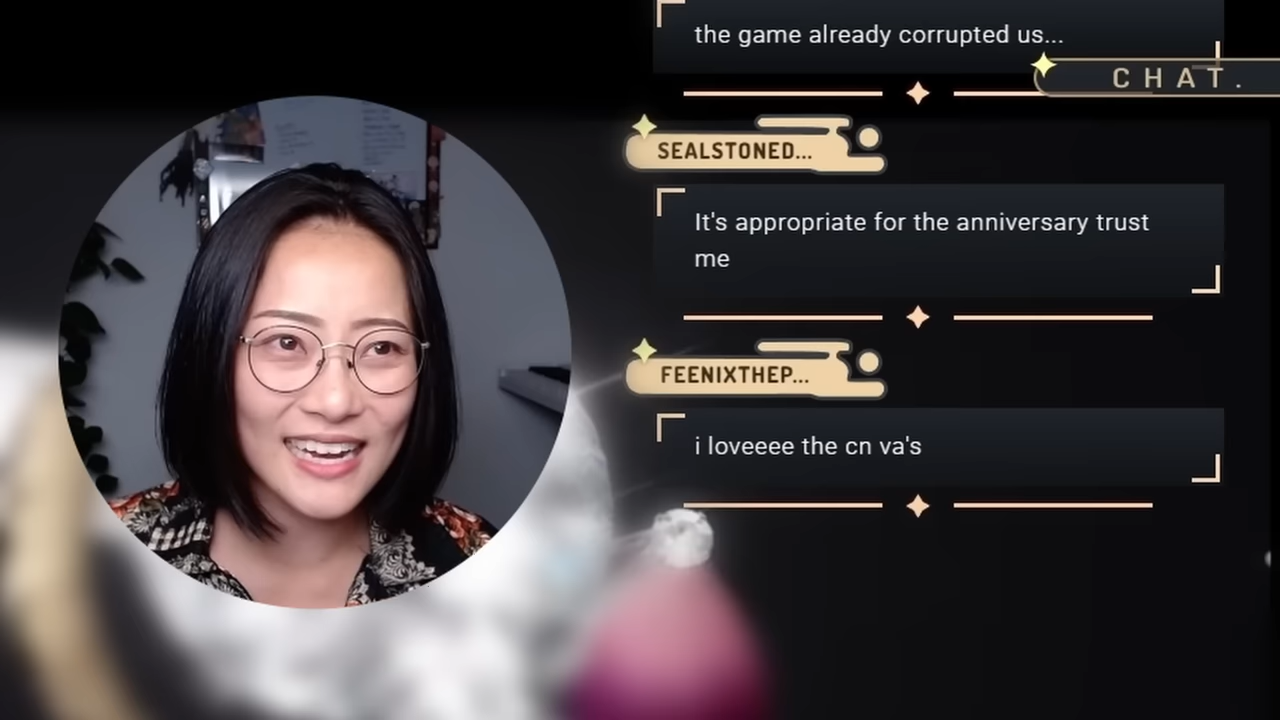 the game already corrupted us...
CHAT.
SEALSTONED...
It's appropriate for the anniversary trust
me
FEENIXTHEP...
i loveeee the cn va's